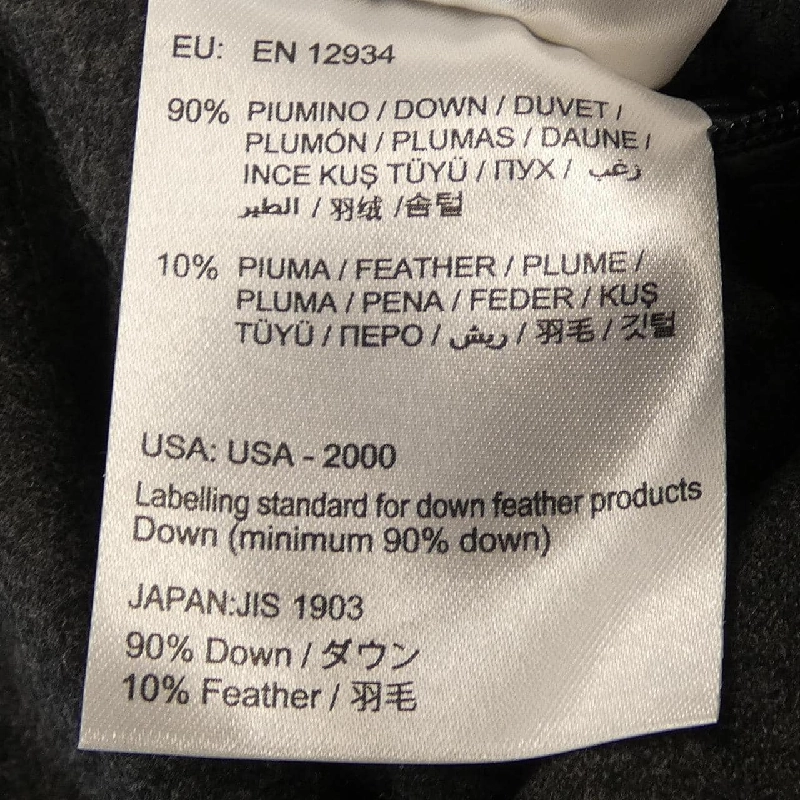 EU: EN 12934
90% PIUMINO / DOWN / DUVET /
PLUMÓN / PLUMAS / DAUNE /
INCE KUŞ TÜYÜ / ПУХ / زغب
الطير / 羽绒 /솜털
10% PIUMA / FEATHER / PLUME /
PLUMA / PENA / FEDER / KUŞ
TÜYÜ / ПЕРО / ريش / 羽毛 / 깃털
USA: USA - 2000
Labelling standard for down feather products
Down (minimum 90% down)
JAPAN:JIS 1903
90% Down / ダウン
10% Feather / 羽毛